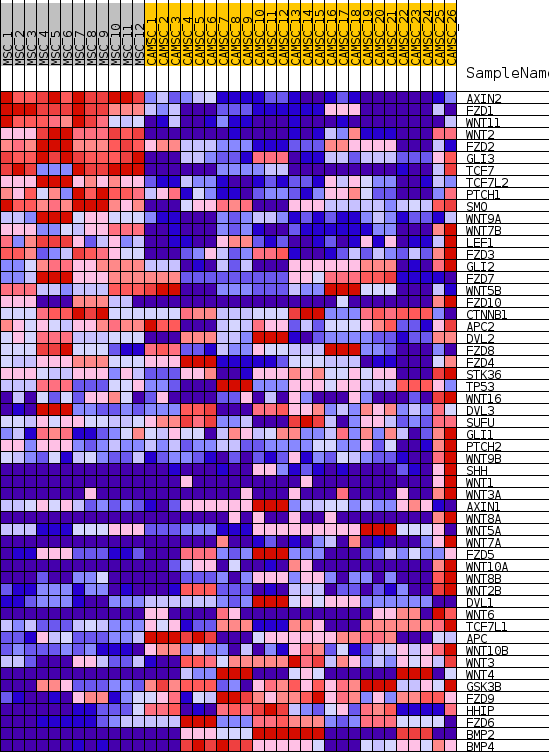 MSC_1 MSC_2 MSC_3 MSC_4 MSC_5 MSC_6 MSC_7 MSC_8 MSC_9 MSC_10 MSC_11 MSC_12 CAMSC_1 CAMSC_2 CAMSC_3 CAMSC_4 CAMSC_5 CAMSC_6 CAMSC_7 CAMSC_8 CAMSC_9 CAMSC_10 CAMSC_11 CAMSC_12 CAMSC_13 CAMSC_14 CAMSC_15 CAMSC_16 CAMSC_17 CAMSC_18 CAMSC_19 CAMSC_20 CAMSC_21 CAMSC_22 CAMSC_23 CAMSC_24 CAMSC_25 CAMSC_26
SampleName
AXIN2
FZD1
WNT11
WNT2
FZD2
GLI3
TCF7
TCF7L2
PTCH1
SMO
WNT9A
WNT7B
LEF1
FZD3
GLI2
FZD7
WNT5B
FZD10
CTNNB1
APC2
DVL2
FZD8
FZD4
STK36
TP53
WNT16
DVL3
SUFU
GLI1
PTCH2
WNT9B
SHH
WNT1
WNT3A
AXIN1
WNT8A
WNT5A
WNT7A
FZD5
WNT10A
WNT8B
WNT2B
DVL1
WNT6
TCF7L1
APC
WNT10B
WNT3
WNT4
GSK3B
FZD9
HHIP
FZD6
BMP2
BMP4